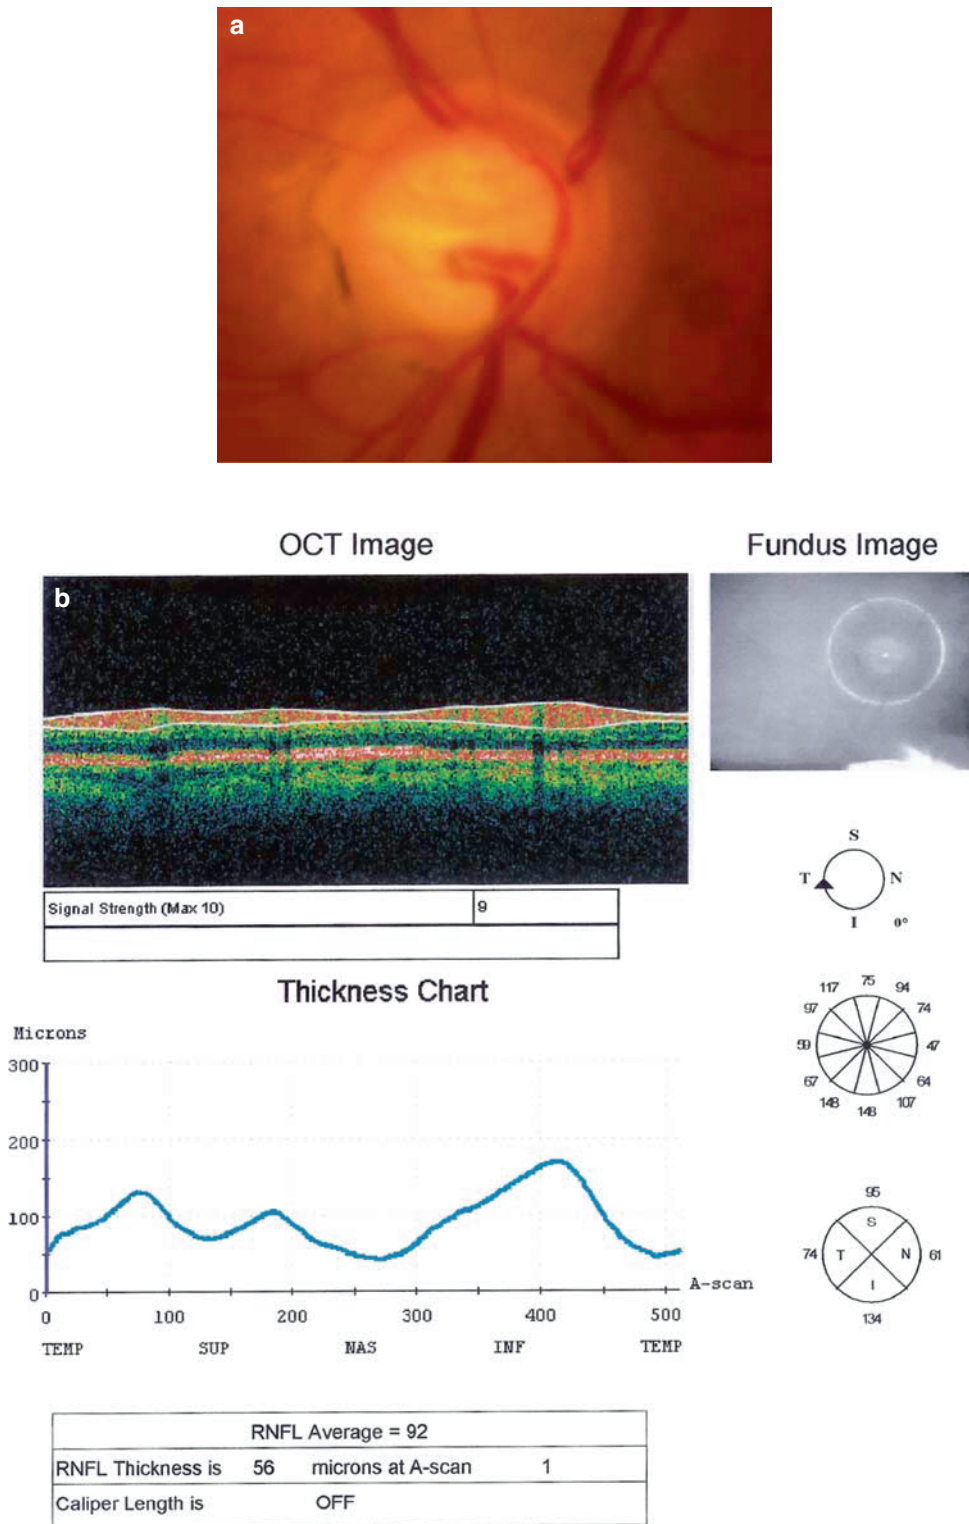 a
OCT Image
Fundus Image
b
S
T N
I 0°
Signal Strength (Max 10) 9
Thickness Chart
Microns
300
200
100
0
0 100 200 300 400 500
A-scan
TEMP SUP NAS INF TEMP
117 75 94
97 74
59 47
67 64
148 148 107
95
S
74 T N 61
I
134
RNFL Average = 92
RNFL Thickness is 56 microns at A-scan 1
Caliper Length is OFF